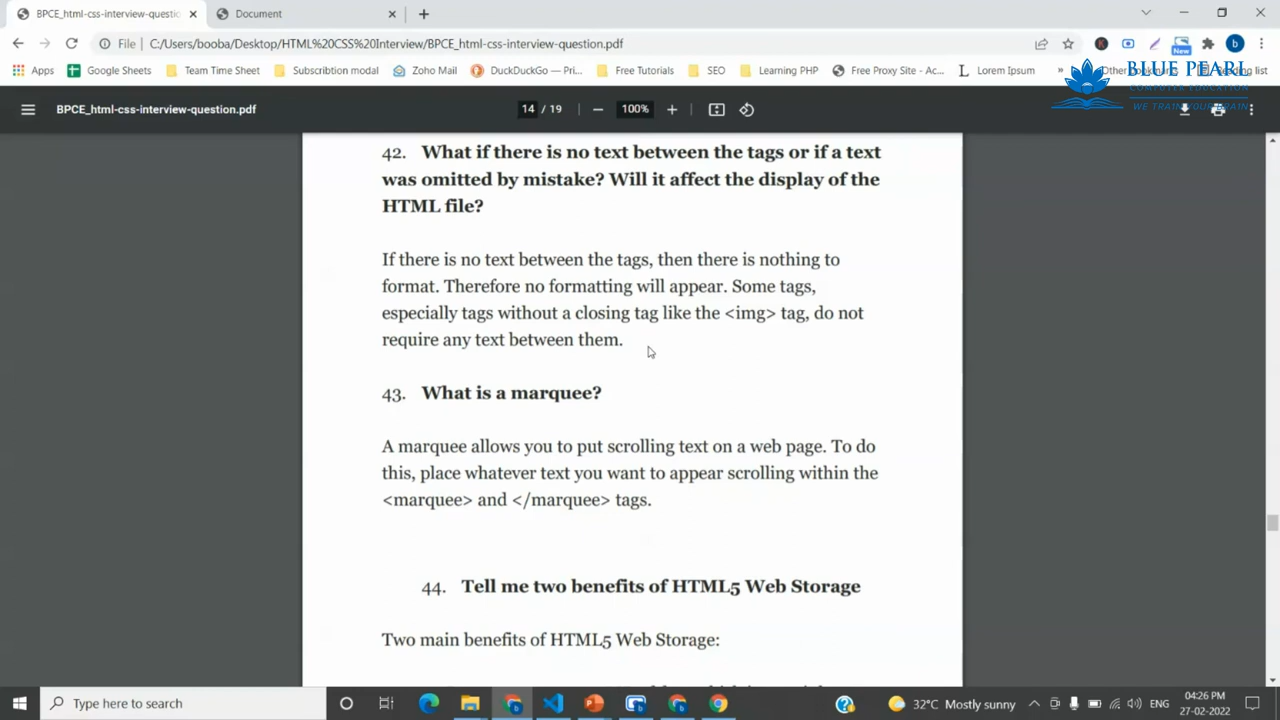 BPCE_html-css-interview-questio
Document
File
C:/Users/booba/Desktop/HTML%20CSS%20Interview/BPCE_html-css-interview-question.pdf
New
b
Apps
Google Sheets
Team Time Sheet
Subscribtion modal
Zoho Mail
DuckDuckGo — Pri...
Free Tutorials
SEO
Learning PHP
Free Proxy Site - Ac...
Lorem Ipsum
BLUE PEARL
COMPUTER EDUCATION
WE TRAIN YOUR BRAIN
BPCE_html-css-interview-question.pdf
14 / 19
100%
42. What if there is no text between the tags or if a text
was omitted by mistake? Will it affect the display of the
HTML file?
If there is no text between the tags, then there is nothing to
format. Therefore no formatting will appear. Some tags,
especially tags without a closing tag like the <img> tag, do not
require any text between them.
43. What is a marquee?
A marquee allows you to put scrolling text on a web page. To do
this, place whatever text you want to appear scrolling within the
<marquee> and </marquee> tags.
44. Tell me two benefits of HTML5 Web Storage
Two main benefits of HTML5 Web Storage:
Type here to search
32°C Mostly sunny
ENG
04:26 PM
27-02-2022